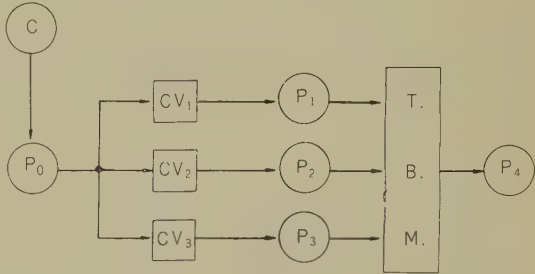 C
CV₁ P₁ T.
P₀ CV₂ P₂ B. P₄
CV₃ P₃ M.